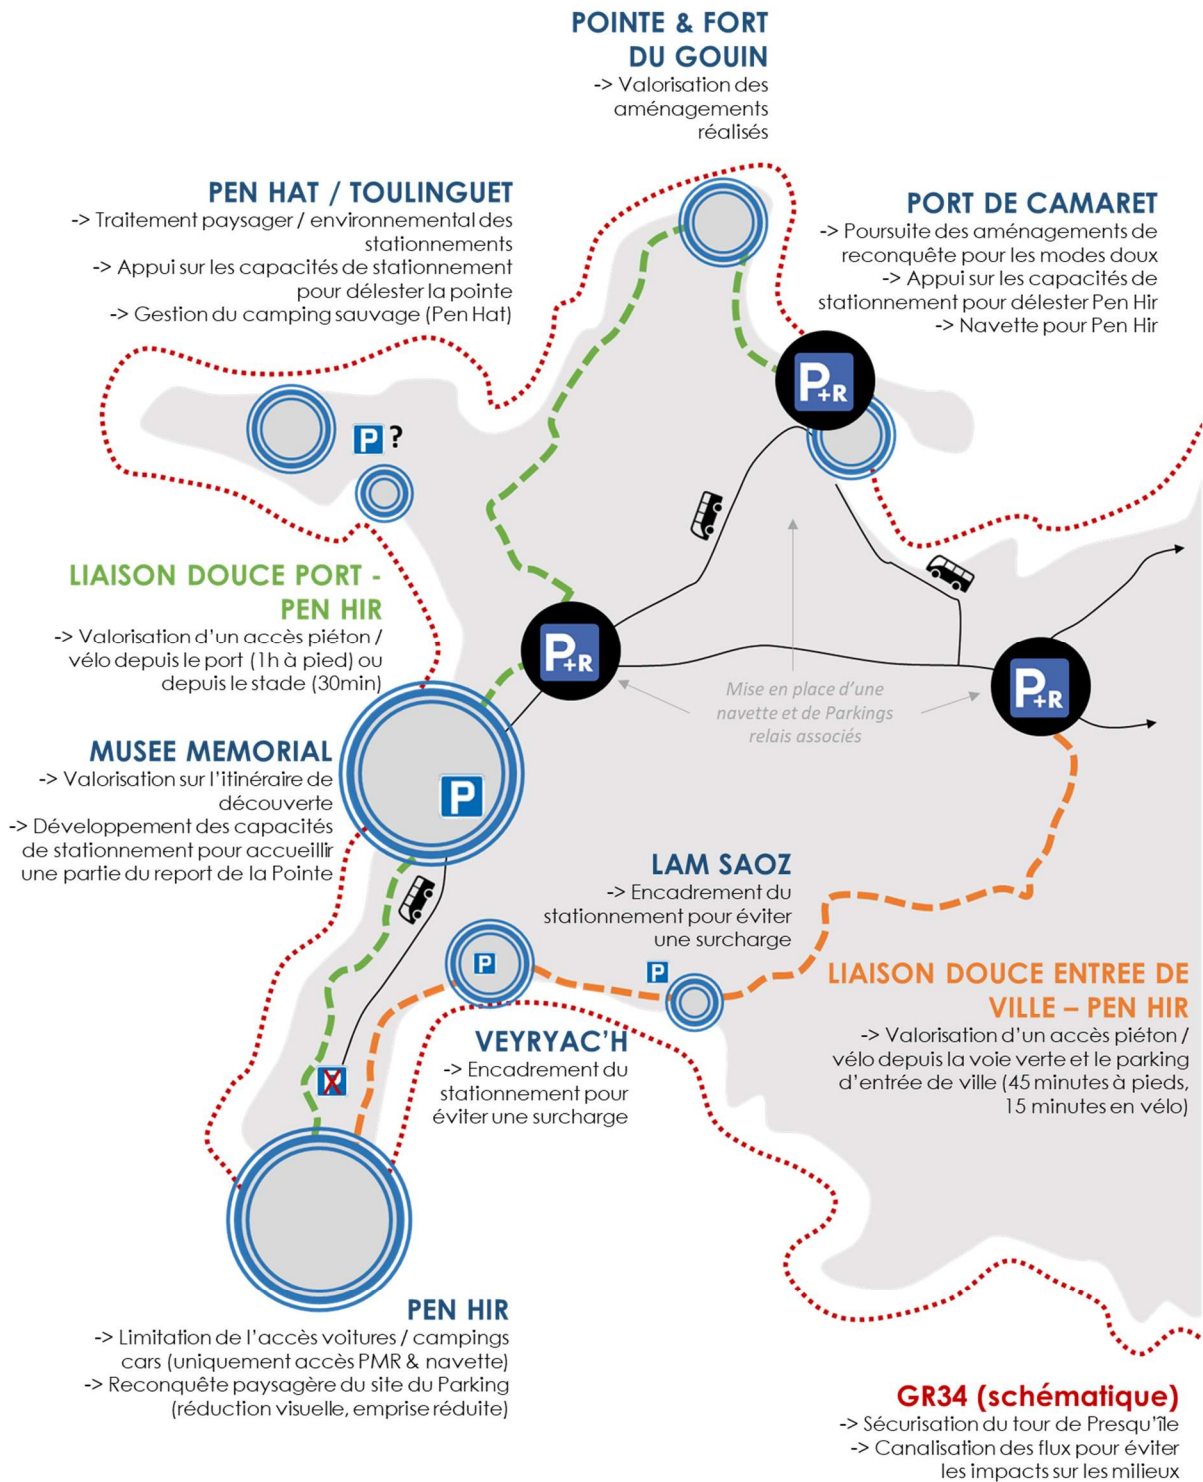 POINTE & FORT
DU GOUIN
-> Valorisation des
aménagements
réalisés
PEN HAT / TOULINGUET
-> Traitement paysager / environnemental des
stationnements
-> Appui sur les capacités de stationnement
pour délester la pointe
-> Gestion du camping sauvage (Pen Hat)
PORT DE CAMARET
-> Poursuite des aménagements de
reconquête pour les modes doux
-> Appui sur les capacités de
stationnement pour délester Pen Hir
-> Navette pour Pen Hir
P+R
P ?
LIAISON DOUCE PORT -
PEN HIR
-> Valorisation d'un accès piéton /
vélo depuis le port (1h à pied) ou
depuis le stade (30min)
P+R
P+R
Mise en place d'une
navette et de Parkings
relais associés
MUSEE MEMORIAL
-> Valorisation sur l'itinéraire de
découverte
-> Développement des capacités
de stationnement pour accueillir
une partie du report de la Pointe
P
LAM SAOZ
-> Encadrement du
stationnement pour éviter
une surcharge
P
P
LIAISON DOUCE ENTREE DE
VILLE – PEN HIR
-> Valorisation d'un accès piéton /
vélo depuis la voie verte et le parking
d'entrée de ville (45 minutes à pieds,
15 minutes en vélo)
VEYRYAC'H
-> Encadrement du
stationnement pour
éviter une surcharge
P
PEN HIR
-> Limitation de l'accès voitures / campings
cars (uniquement accès PMR & navette)
-> Reconquête paysagère du site du Parking
(réduction visuelle, emprise réduite)
GR34 (schématique)
-> Sécurisation du tour de Presqu'île
-> Canalisation des flux pour éviter
les impacts sur les milieux